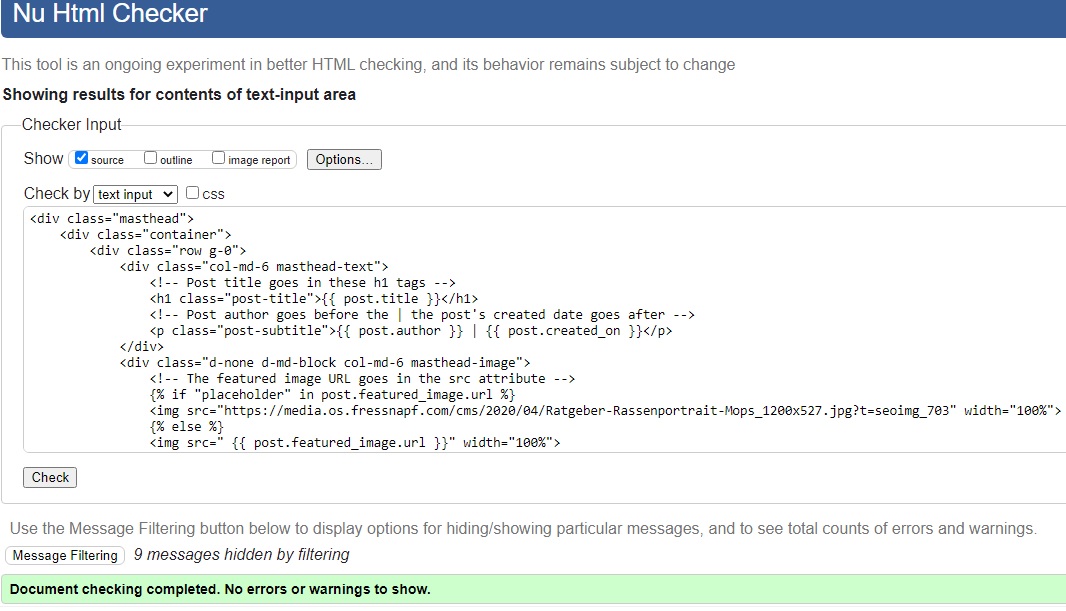 Nu Html Checker
This tool is an ongoing experiment in better HTML checking, and its behavior remains subject to change
Showing results for contents of text-input area
Checker Input
Show source outline image report Options...
Check by text input CSS
<div class="masthead">
    <div class="container">
        <div class="row g-0">
            <div class="col-md-6 masthead-text">
                <!-- Post title goes in these h1 tags -->
                <h1 class="post-title">{{ post.title }}</h1>
                <!-- Post author goes before the | the post's created date goes after -->
                <p class="post-subtitle">{{ post.author }} | {{ post.created_on }}</p>
            </div>
            <div class="d-none d-md-block col-md-6 masthead-image">
                <!-- The featured image URL goes in the src attribute -->
                {% if "placeholder" in post.featured_image.url %}
                <img src="https://media.os.fressnapf.com/cms/2020/04/Ratgeber-Rassenportrait-Mops_1200x527.jpg?t=seoimg_703" width="100%">
                {% else %}
                <img src=" {{ post.featured_image.url }}" width="100%">
Check
Use the Message Filtering button below to display options for hiding/showing particular messages, and to see total counts of errors and warnings.
Message Filtering 9 messages hidden by filtering
Document checking completed. No errors or warnings to show.